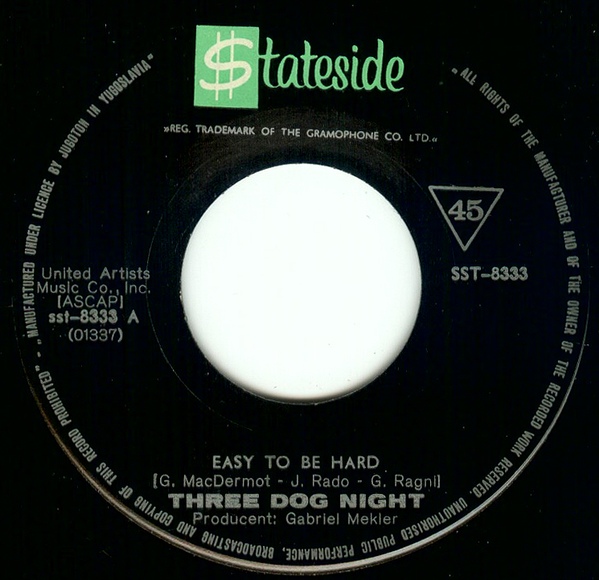 $tateside
»REG. TRADEMARK OF THE GRAMOPHONE CO. LTD.«
„MANUFACTURED UNDER LICENCE BY JUGOTON IN YUGOSLAVIA“
„ALL RIGHTS OF THE MANUFACTURER AND OF THE OWNER OF THE RECORDED WORK RESERVED. UNAUTHORISED PUBLIC PERFORMANCE, BROADCASTING AND COPYING OF THIS RECORD PROHIBITED“ -
45
SST-8333
United Artists
Music Co., Inc.
[ASCAP]
sst-8333 A
(01337)
EASY TO BE HARD
[G. MacDermot - J. Rado - G. Ragni]
THREE DOG NIGHT
Producent: Gabriel Mekler